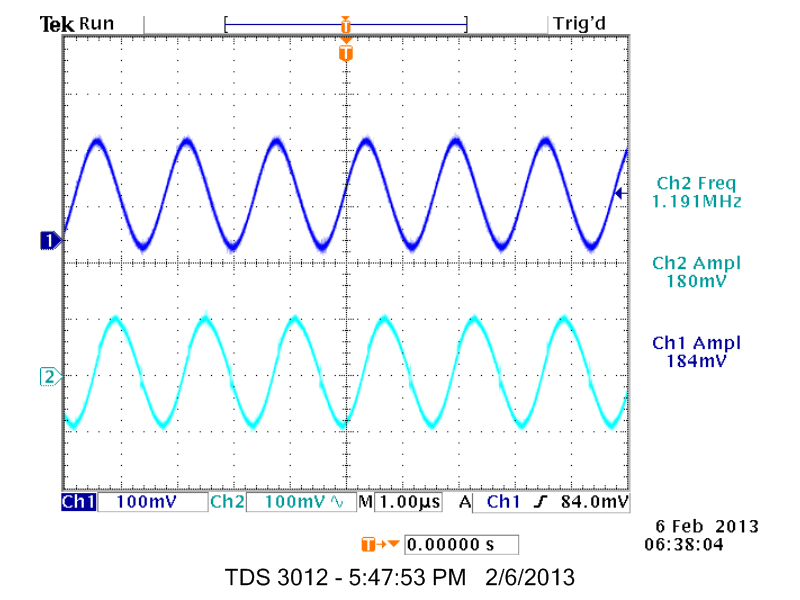 Tek Run Trig'd
T
T
Ch2 Freq
1.191MHz
Ch2 Ampl
180mV
Ch1 Ampl
184mV
1
2
Ch1 100mV Ch2 100mV M 1.00µs A Ch1 84.0mV
T 0.00000 s
6 Feb 2013
06:38:04
TDS 3012 - 5:47:53 PM 2/6/2013